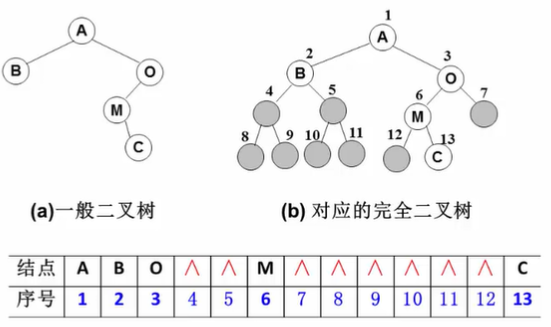 1
A A
2 3
B O B O
4 5 6 7
M M
8 9 10 11 12 13
C C
(a)一般二叉树 (b) 对应的完全二叉树
结点 A B O ∧ ∧ M ∧ ∧ ∧ ∧ ∧ ∧ C
序号 1 2 3 4 5 6 7 8 9 10 11 12 13